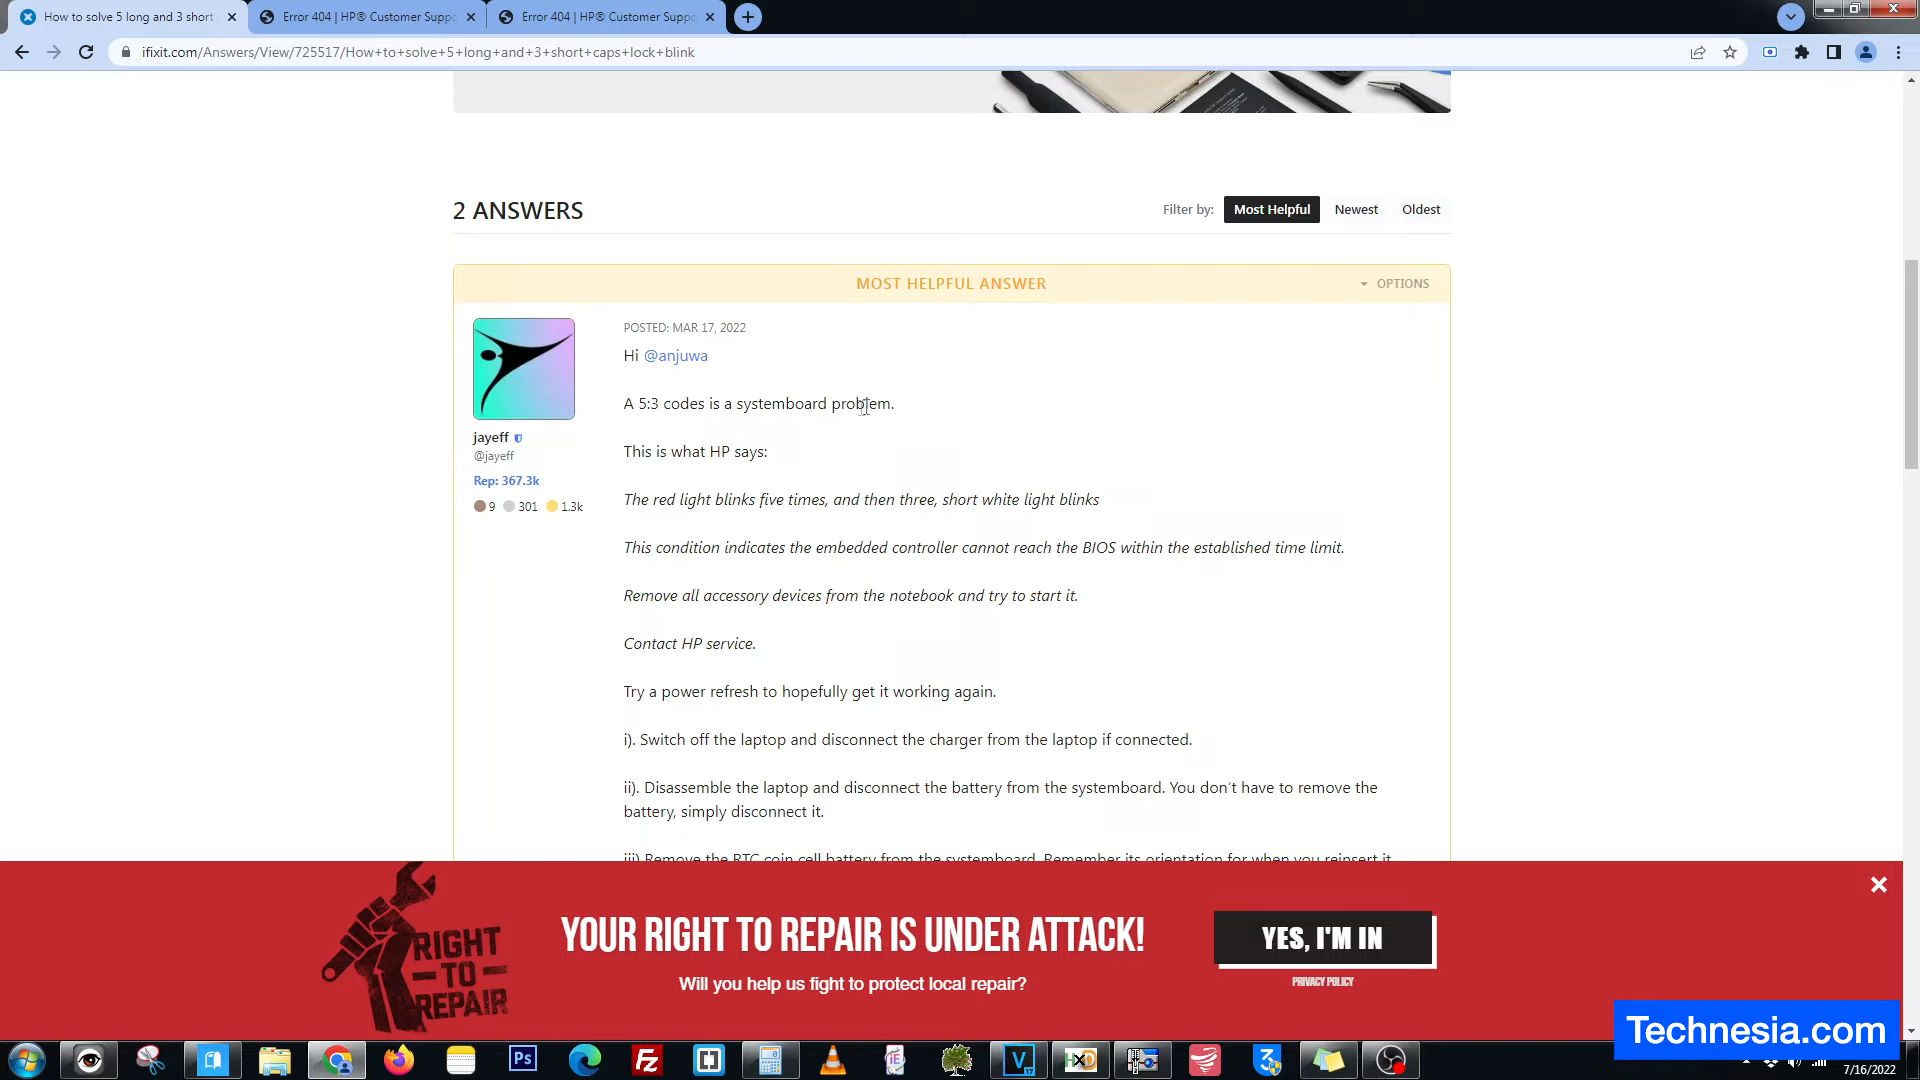 How to solve 5 long and 3 short
Error 404 | HP® Customer Suppo
Error 404 | HP® Customer Suppo
ifixit.com/Answers/View/725517/How+to+solve+5+long+and+3+short+caps+lock+blink
2 ANSWERS
Filter by: Most Helpful Newest Oldest
MOST HELPFUL ANSWER
OPTIONS
POSTED: MAR 17, 2022
Hi @anjuwa
A 5:3 codes is a systemboard problem.
jayeff
@jayeff
Rep: 367.3k
9 301 1.3k
This is what HP says:
The red light blinks five times, and then three, short white light blinks
This condition indicates the embedded controller cannot reach the BIOS within the established time limit.
Remove all accessory devices from the notebook and try to start it.
Contact HP service.
Try a power refresh to hopefully get it working again.
i). Switch off the laptop and disconnect the charger from the laptop if connected.
ii). Disassemble the laptop and disconnect the battery from the systemboard. You don’t have to remove the
battery, simply disconnect it.
iii) Remove the RTC coin cell battery from the systemboard. Remember its orientation for when you reinsert it
RIGHT
TO
REPAIR
YOUR RIGHT TO REPAIR IS UNDER ATTACK!
Will you help us fight to protect local repair?
YES, I'M IN
PRIVACY POLICY
Technesia.com
Ps
Fz
V
HXD
3
7/16/2022